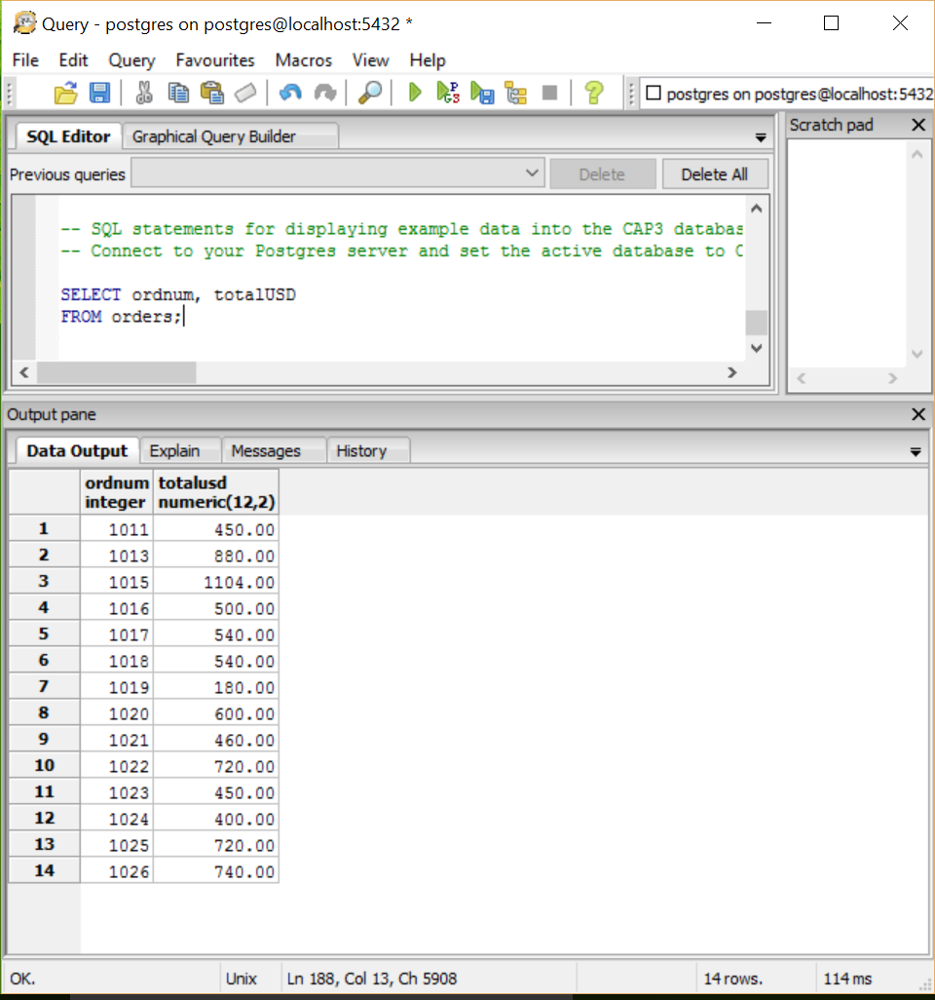 Query - postgres on postgres@localhost:5432 *
File Edit Query Favourites Macros View Help
postgres on postgres@localhost:5432
SQL Editor Graphical Query Builder
Scratch pad
Previous queries Delete Delete All
-- SQL statements for displaying example data into the CAP3 databas
-- Connect to your Postgres server and set the active database to C
SELECT ordnum, totalUSD
FROM orders;
Output pane
Data Output Explain Messages History
ordnum totalusd
integer numeric(12,2)
1 1011 450.00
2 1013 880.00
3 1015 1104.00
4 1016 500.00
5 1017 540.00
6 1018 540.00
7 1019 180.00
8 1020 600.00
9 1021 460.00
10 1022 720.00
11 1023 450.00
12 1024 400.00
13 1025 720.00
14 1026 740.00
OK. Unix Ln 188, Col 13, Ch 5908 14 rows. 114 ms